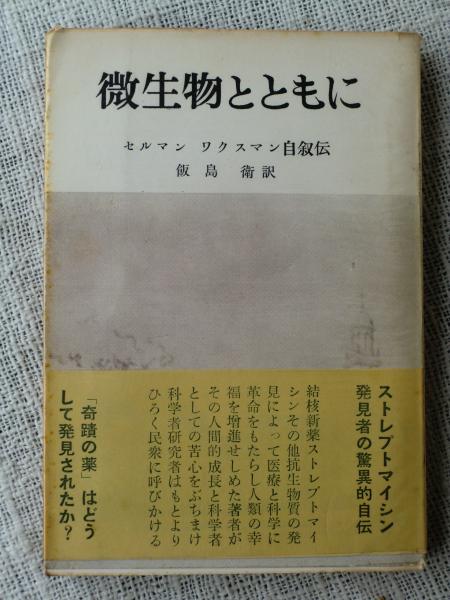 微生物とともに
セルマン ワクスマン自叙伝
飯島 衛訳
ストレプトマイシン
発見者の驚異的自伝
結核新薬ストレプトマイ
シンその他抗生物質の発
見によって医療と科学に
革命をもたらし人類の幸
福を増進せしめた著者が
その人間的成長と科学者
としての苦心をぶちまけ
科学者研究者はもとより
ひろく民衆に呼びかける
「奇蹟の薬」はどう
して発見されたか?